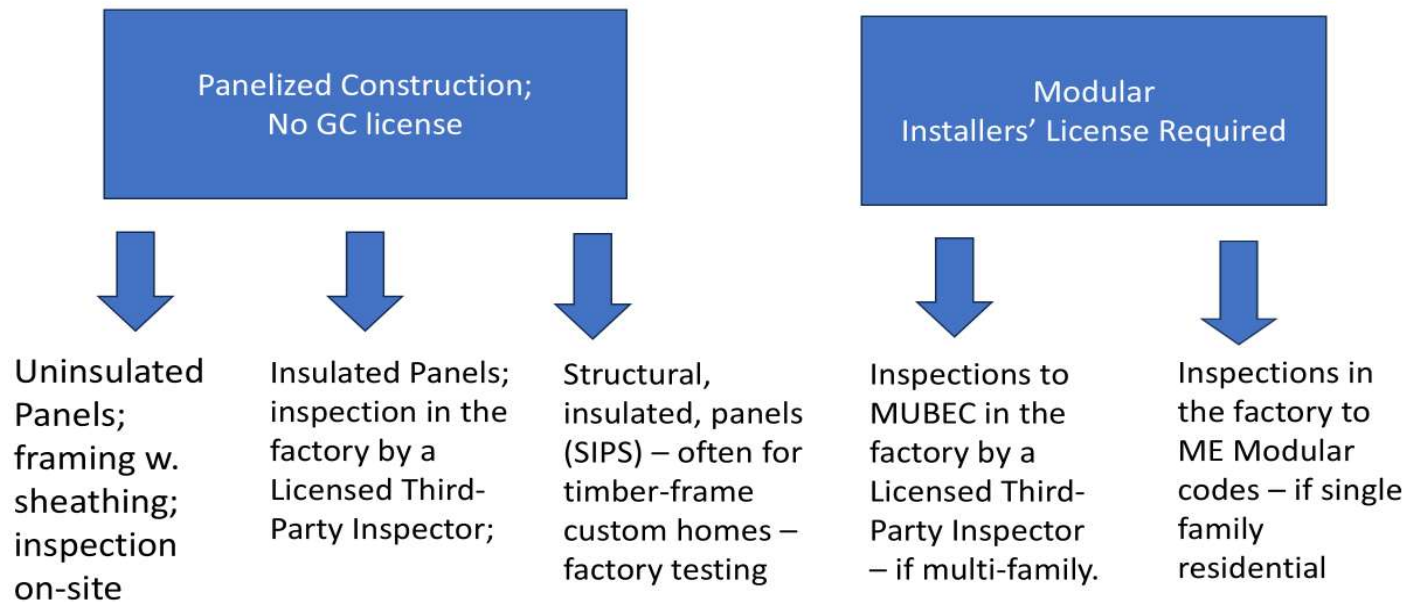 Panelized Construction;
No GC license
Modular
Installers’ License Required
Uninsulated
Panels;
framing w.
sheathing;
inspection
on-site
Insulated Panels;
inspection in the
factory by a
Licensed Third-
Party Inspector;
Structural,
insulated, panels
(SIPS) – often for
timber-frame
custom homes –
factory testing
Inspections to
MUBEC in the
factory by a
Licensed Third-
Party Inspector
– if multi-family.
Inspections in
the factory to
ME Modular
codes – if single
family
residential